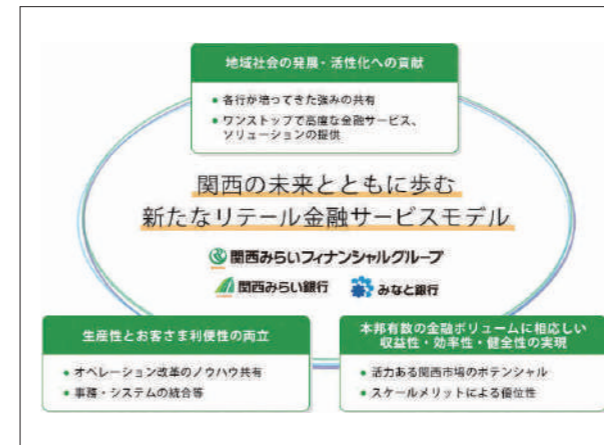 地域社会の発展・活性化への貢献
● 各行が培ってきた強みの共有
● ワンストップで高度な金融サービス、
ソリューションの提供
関西の未来とともに歩む
新たなリテール金融サービスモデル
関西みらいフィナンシャルグループ
関西みらい銀行 みなと銀行
生産性とお客さま利便性の両立
● オペレーション改革のノウハウ共有
● 事務・システムの統合等
本邦有数の金融ボリュームに相応しい
収益性・効率性・健全性の実現
● 活力ある関西市場のポテンシャル
● スケールメリットによる優位性